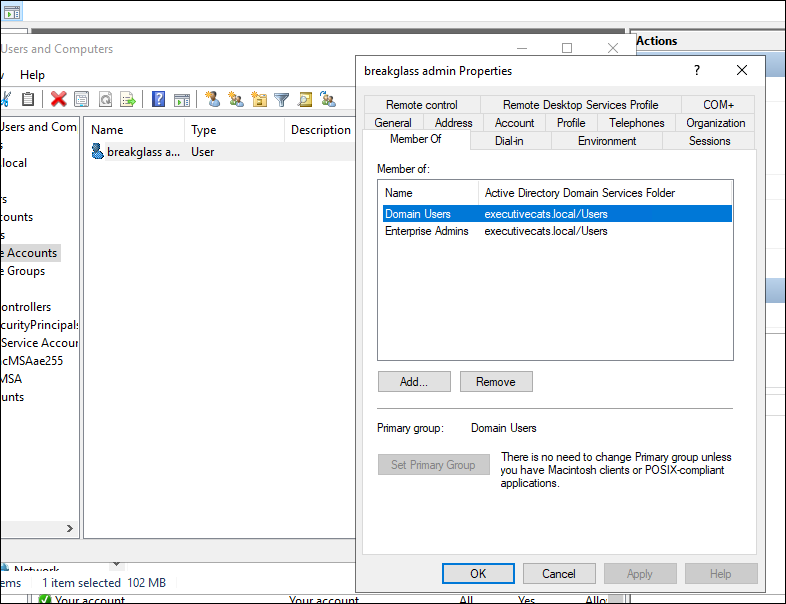 Actions
Users and Computers
Help
breakglass admin Properties
?
Remote control
Remote Desktop Services Profile
COM+
General
Address
Account
Profile
Telephones
Organization
Member Of
Dial-in
Environment
Sessions
Users and Com
local
Name
Type
Description
breakglass a...
User
counts
e Accounts
e Groups
ontrollers
curityPrincipals
Service Accour
cMSAae255
MSA
unts
Member of:
Name
Active Directory Domain Services Folder
Domain Users
executivecats.local/Users
Enterprise Admins
executivecats.local/Users
Add...
Remove
Primary group:
Domain Users
Set Primary Group
There is no need to change Primary group unless
you have Macintosh clients or POSIX-compliant
applications.
OK
Cancel
Apply
Help
Network
ems
1 item selected 102 MB
Your account
Your account
All
Yes
Allo